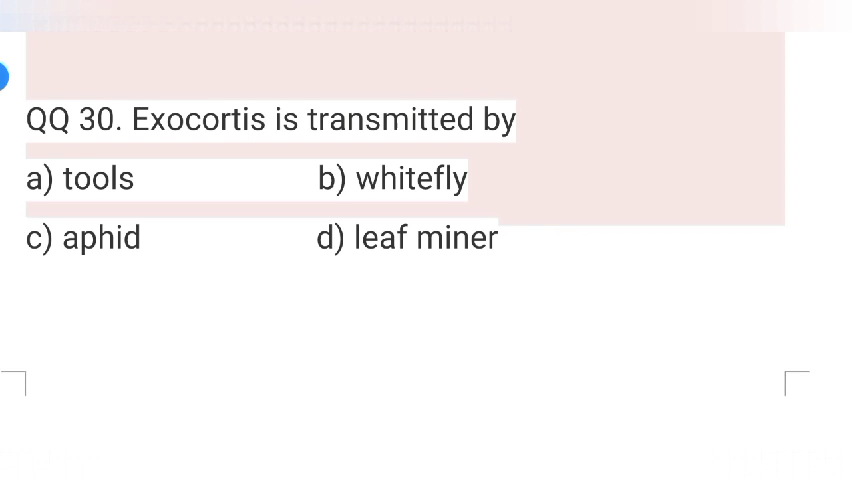 QQ 30. Exocortis is transmitted by
a) tools b) whitefly
c) aphid d) leaf miner